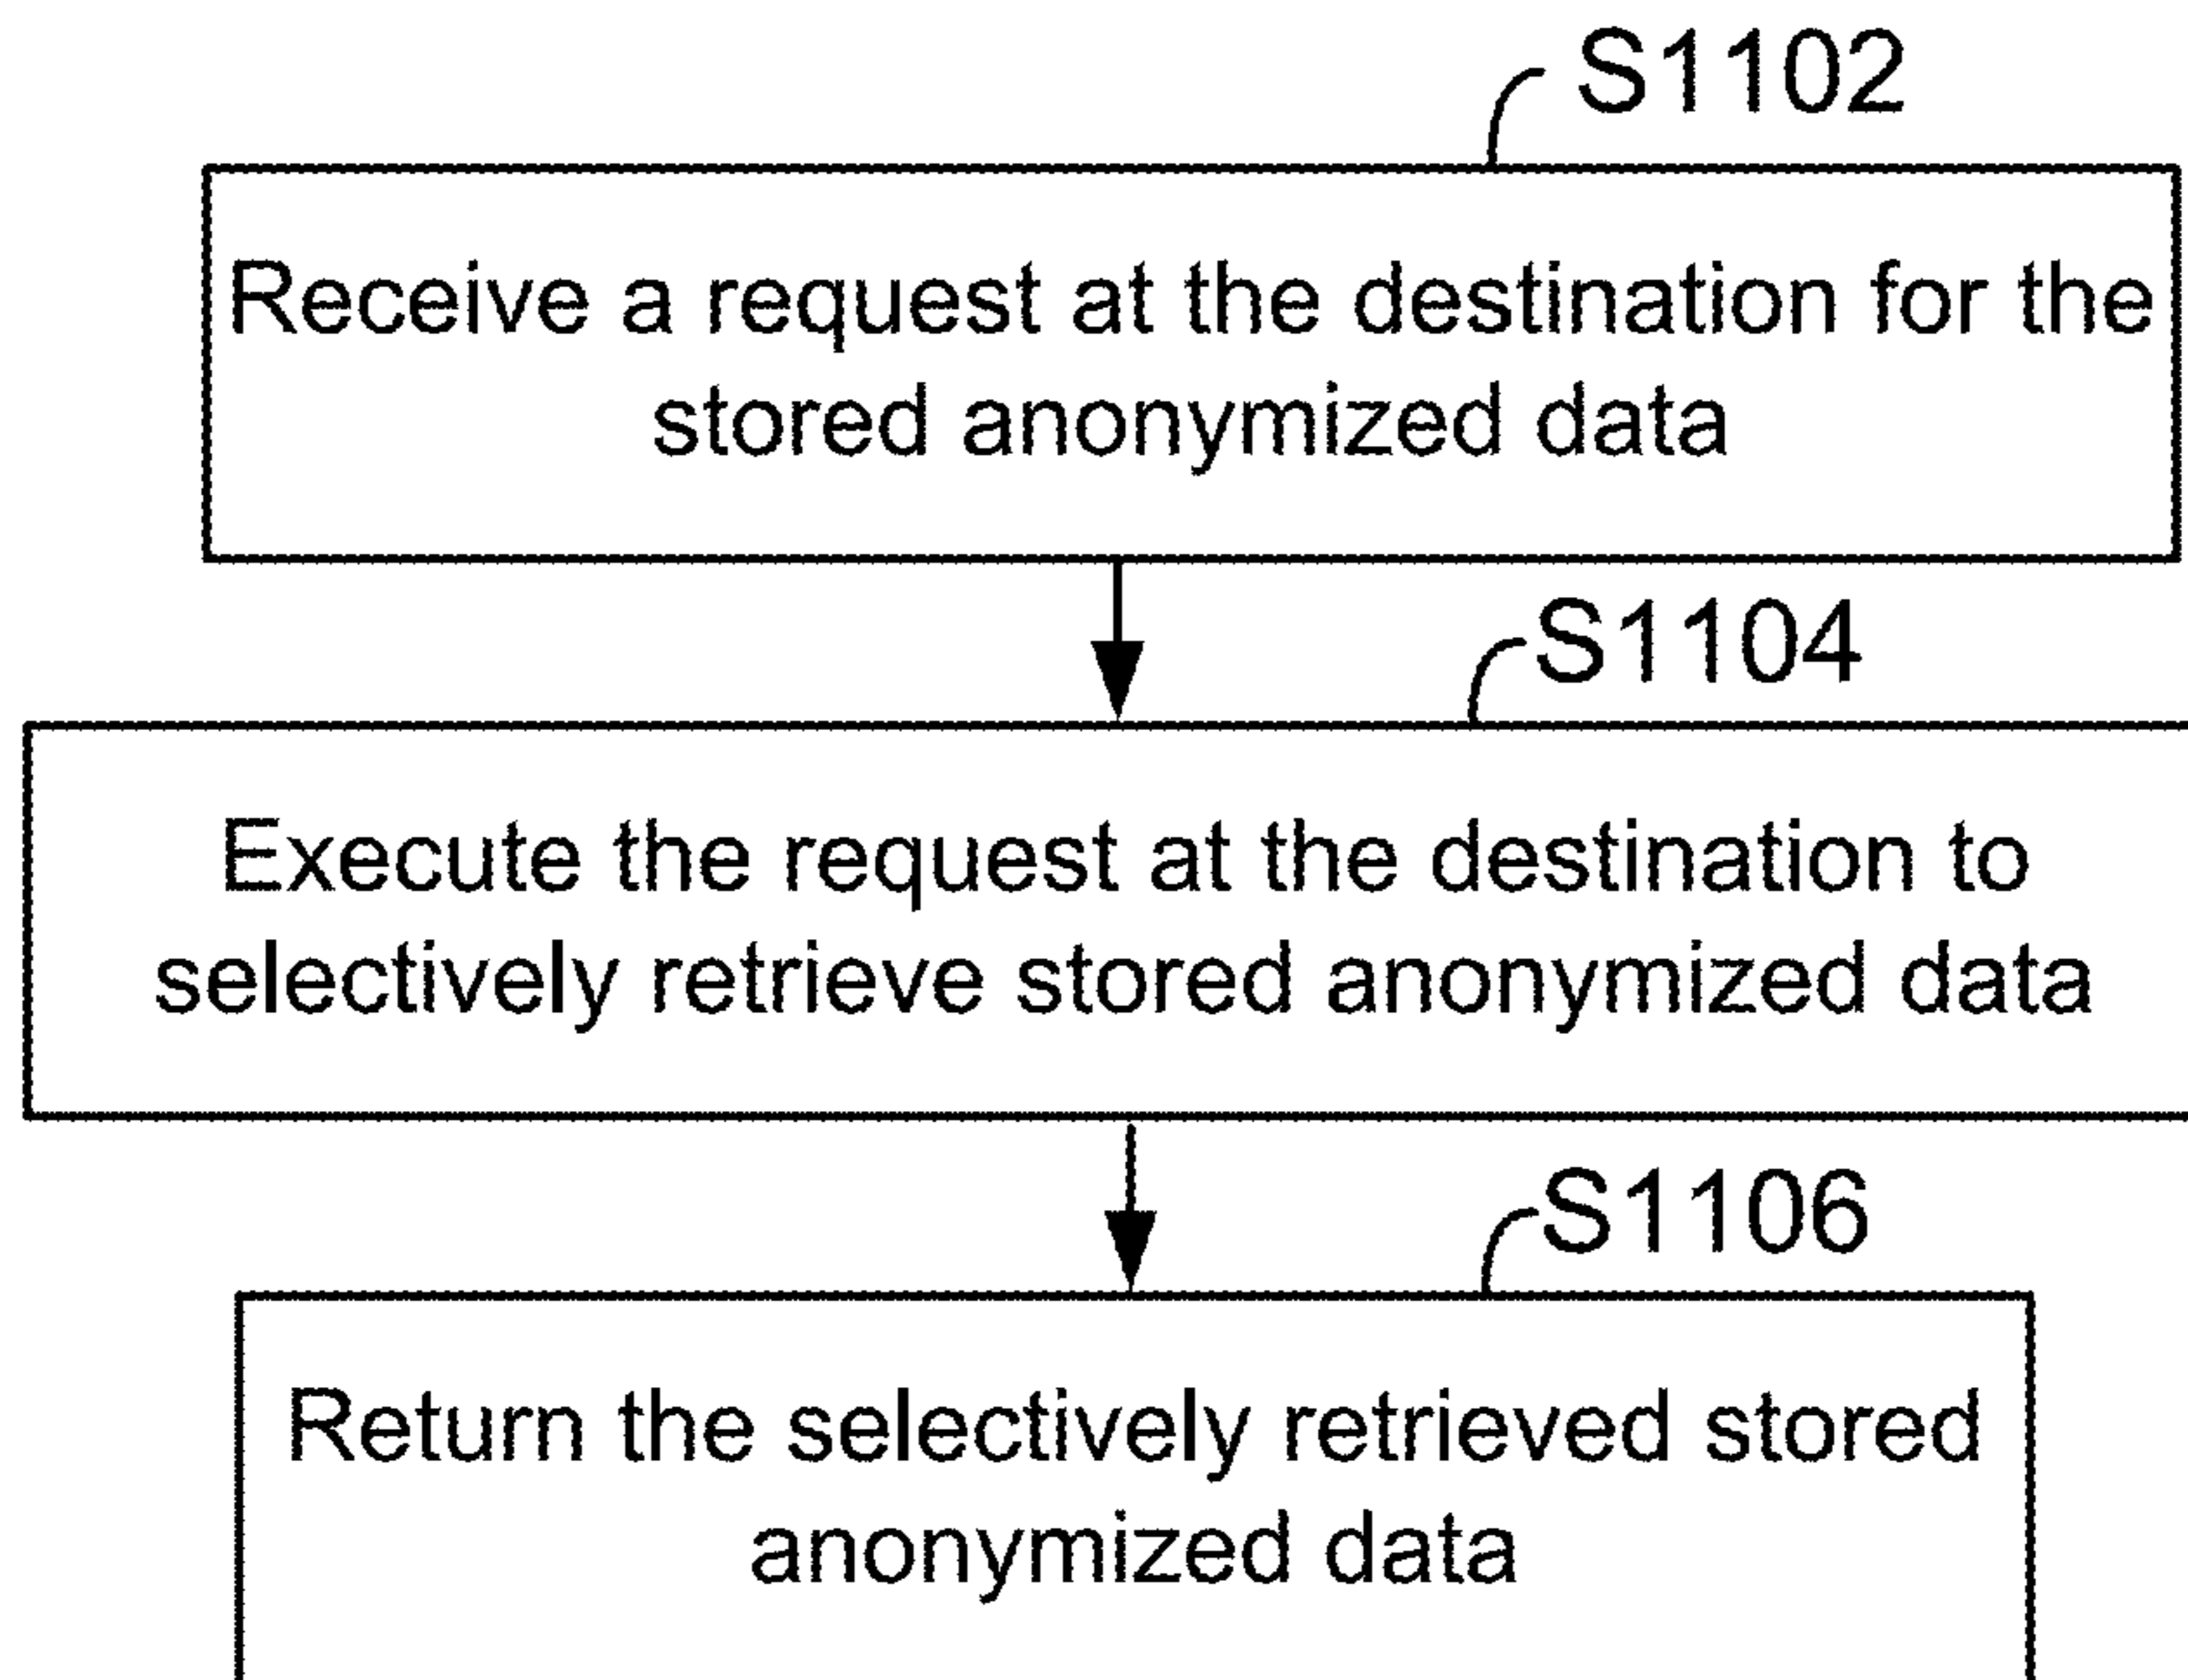 S1102
Receive a request at the destination for the
stored anonymized data
S1104
Execute the request at the destination to
selectively retrieve stored anonymized data
S1106
Return the selectively retrieved stored
anonymized data